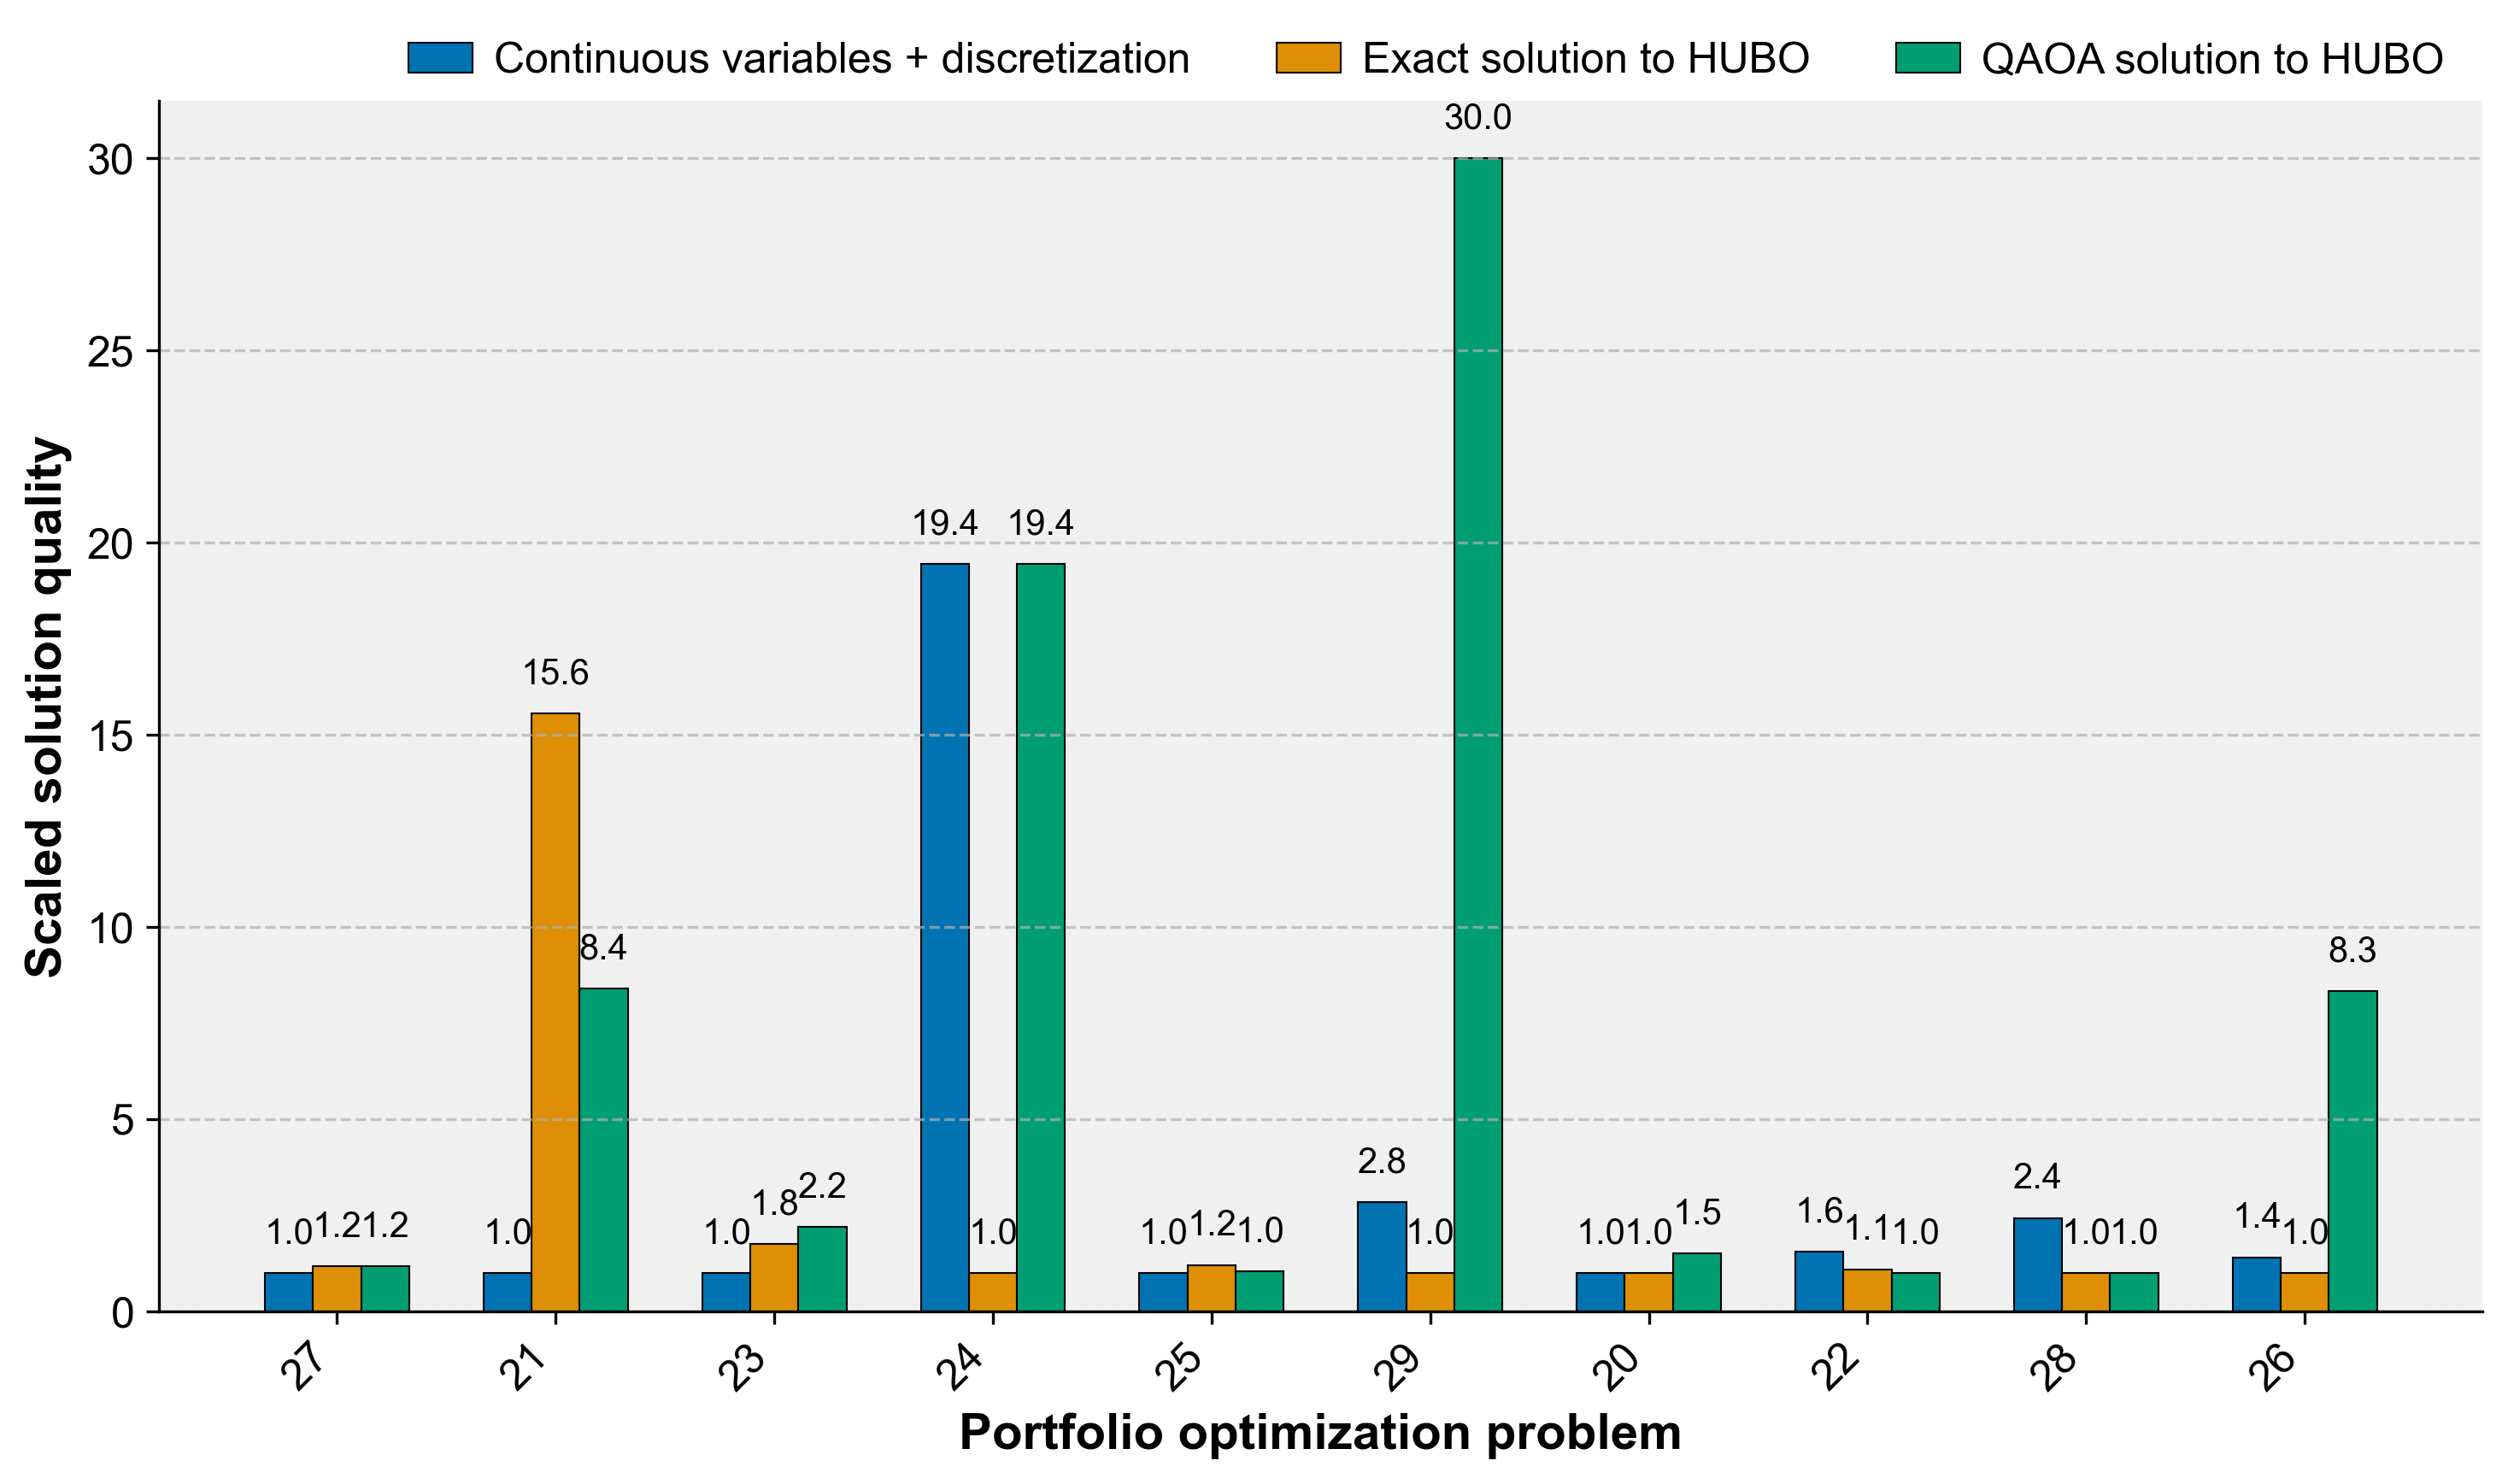 Continuous variables + discretization Exact solution to HUBO QAOA solution to HUBO
Scaled solution quality
30
25
20
15
10
5
0
1.0 1.2 1.2
1.0 15.6 8.4
1.0 1.8 2.2
19.4 1.0 19.4
1.0 1.2 1.0
2.8 1.0 30.0
1.0 1.0 1.5
1.6 1.1 1.0
2.4 1.0 1.0
1.4 1.0 8.3
27 21 23 24 25 29 20 22 28 26
Portfolio optimization problem